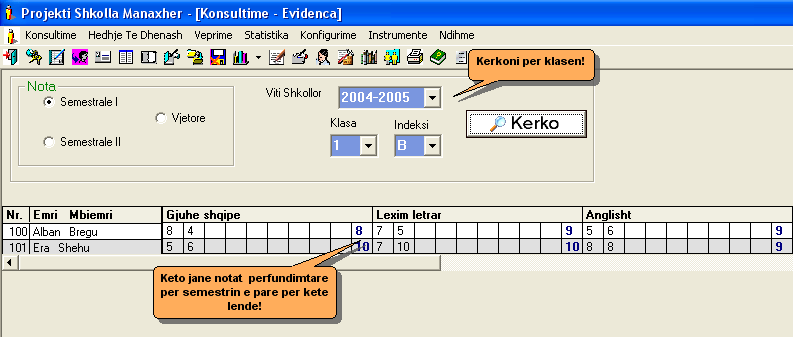 Projekti Shkolla Manaxher - [Konsultime - Evidenca]
Konsultime Hedhje Te Dhenash Veprime Statistika Konfigurime Instrumente Ndihme
Kerkoni per klasen!
Nota
Semestrale I
Vjetore
Semestrale II
Viti Shkollor 2004-2005
Klasa Indeksi
1 B
Kerko
Nr. Emri Mbiemri Gjuhe shqipe Lexim letrar Anglisht
100 Alban Bregu 8 4 8 7 5 9 5 6 9
101 Era Shehu 5 6 10 7 10 10 8 8 9
Keto jane notat perfundimtare
per semestrin e pare per kete
lende!